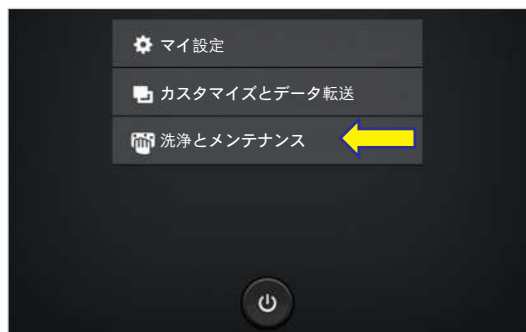 マイ設定
カスタマイズとデータ転送
洗浄とメンテナンス